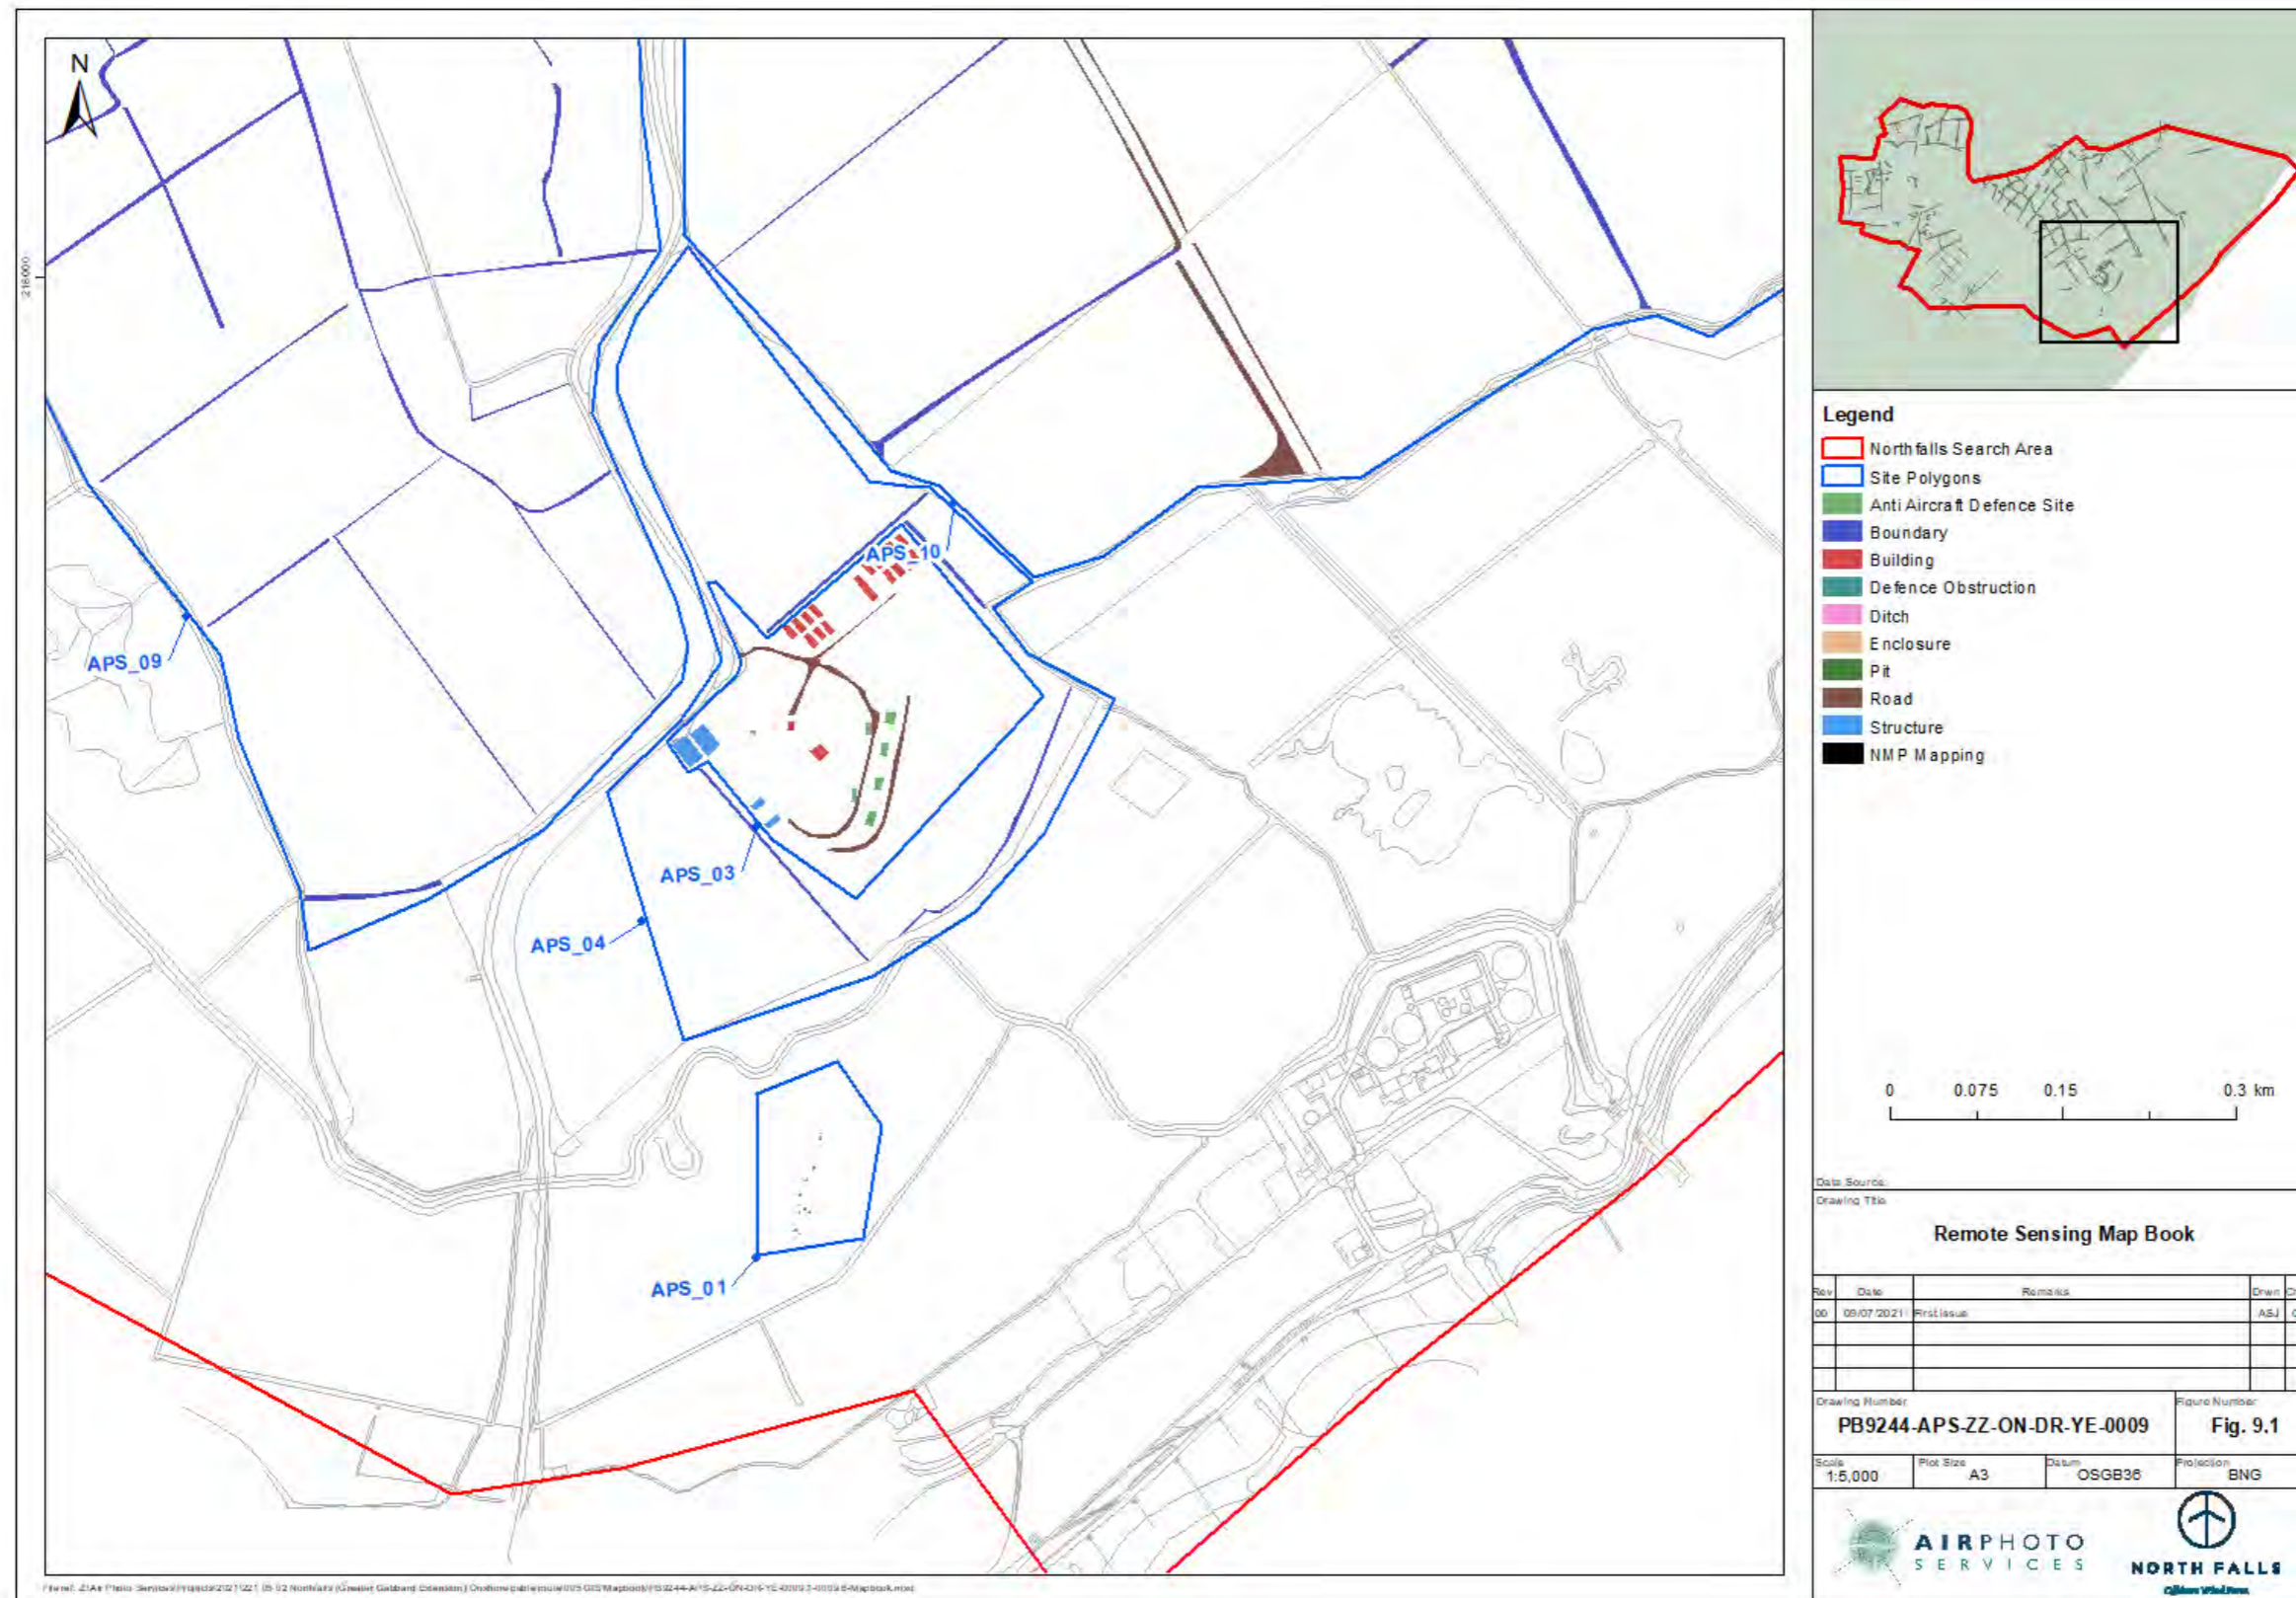 N
216000
APS_10
APS_09
APS_03
APS_04
APS_01
Legend
Northfalls Search Area
Site Polygons
Anti Aircraft Defence Site
Boundary
Building
Defence Obstruction
Ditch
Enclosure
Pit
Road
Structure
NMP Mapping
0 0.075 0.15 0.3 km
Data Source
Drawing Title
Remote Sensing Map Book
Rev Date Remarks Drwn
00 09/07/2021 First Issue ASJ
Drawing Number Figure Number
PB9244-APS-ZZ-ON-DR-YE-0009 Fig. 9.1
Scale Plot Size Datum Projection
1:5,000 A3 OSGB36 BNG
AIRPHOTO
SERVICES
NORTH FALLS
Offshore Wind Farm